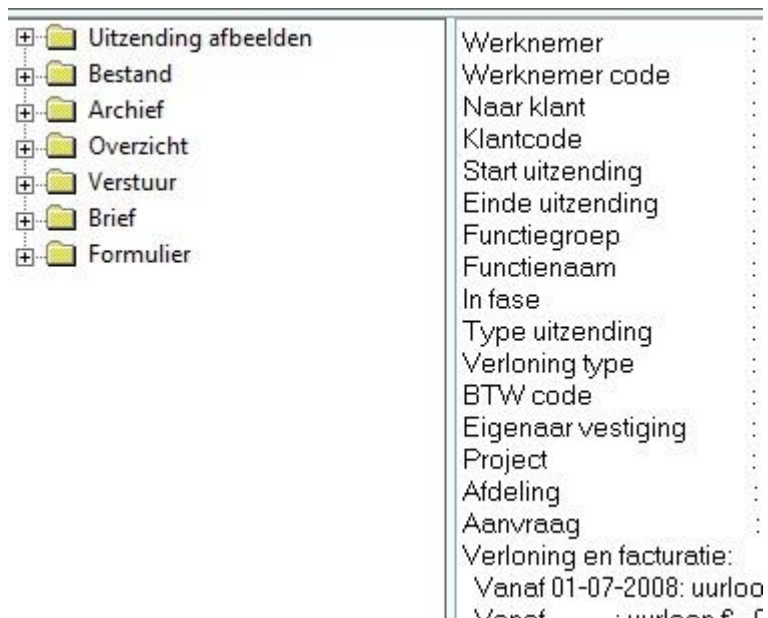 Uitzending afbeelden
Bestand
Archief
Overzicht
Verstuur
Brief
Formulier
Werknemer :
Werknemer code :
Naar klant :
Klantcode :
Start uitzending :
Einde uitzending :
Functiegroep :
Functienaam :
In fase :
Type uitzending :
Verloning type :
BTW code :
Eigenaar vestiging :
Project :
Afdeling :
Aanvraag :
Verloning en facturatie:
Vanaf 01-07-2008: uurloo